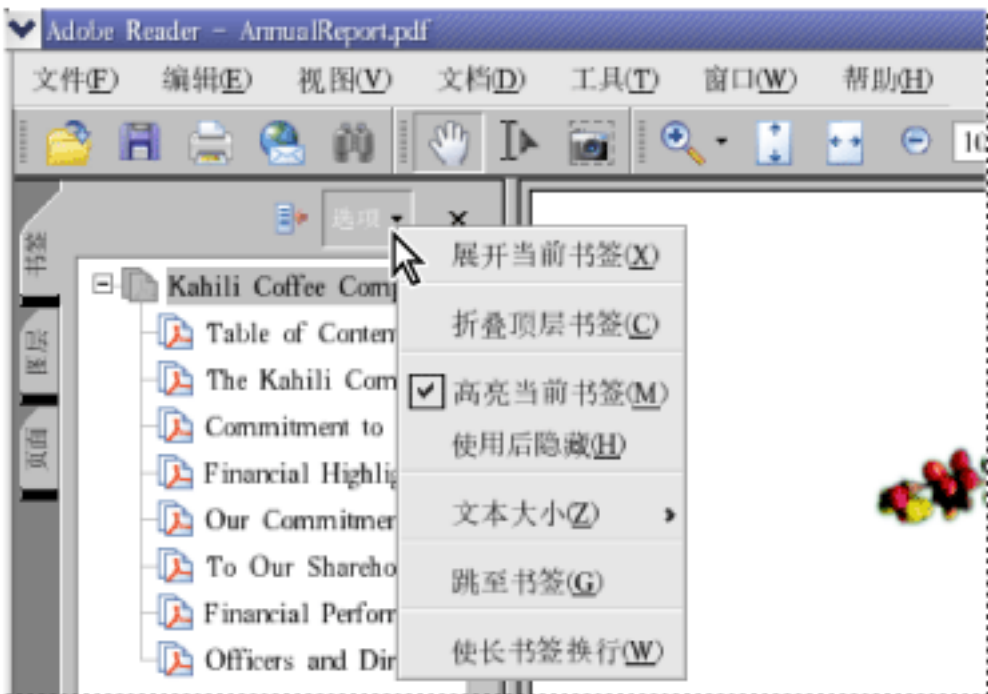 Adobe Reader - AnnualReport.pdf
文件(F) 编辑(E) 视图(V) 文档(D) 工具(T) 窗口(W) 帮助(H)
10
选项
书签
图层
页面
Kahili Coffee Comp
Table of Conten
The Kahili Com
Commitment to
Financial Highlig
Our Commitmen
To Our Shareho
Financial Perform
Officers and Dir
展开当前书签(X)
折叠顶层书签(C)
高亮当前书签(M)
使用后隐藏(H)
文本大小(Z)
跳至书签(G)
使长书签换行(W)